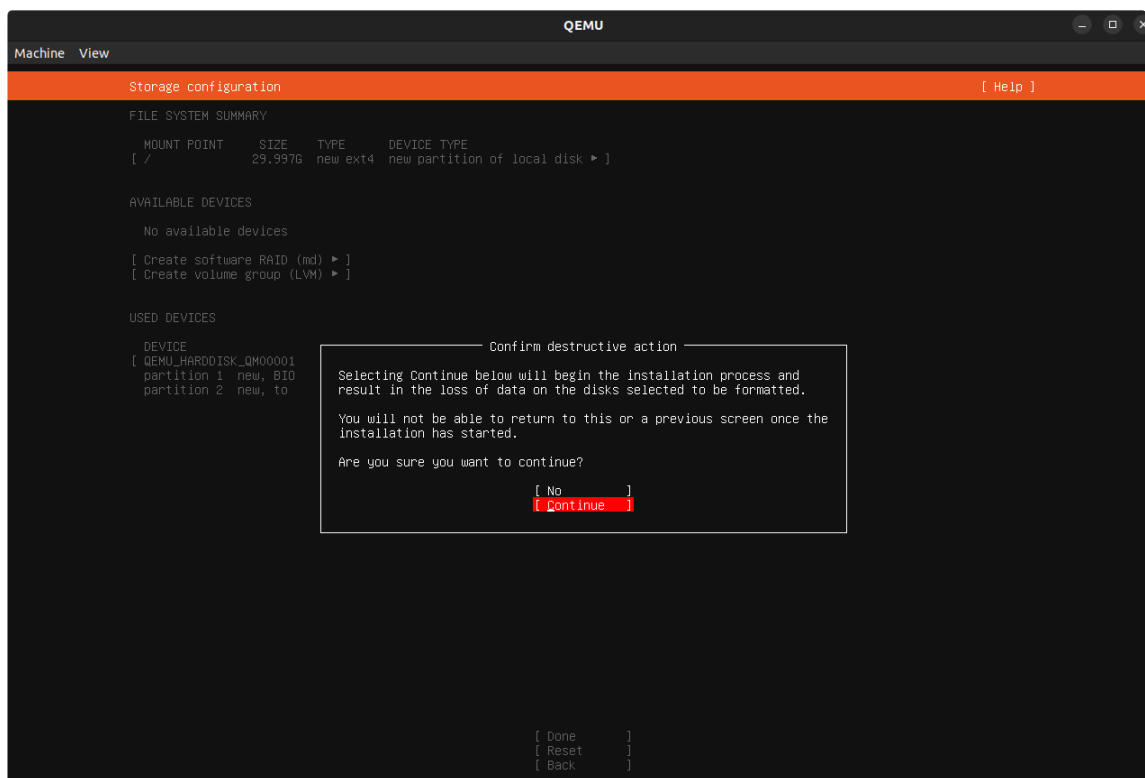 QEMU
Machine View
Storage configuration [ Help ]
FILE SYSTEM SUMMARY
MOUNT POINT SIZE TYPE DEVICE TYPE
[ / 29.997G new ext4 new partition of local disk ▸ ]
AVAILABLE DEVICES
No available devices
[ Create software RAID (md) ▸ ]
[ Create volume group (LVM) ▸ ]
USED DEVICES
DEVICE
[ QEMU_HARDDISK_QM00001
partition 1 new, BIO
partition 2 new, to
Confirm destructive action
Selecting Continue below will begin the installation process and
result in the loss of data on the disks selected to be formatted.
You will not be able to return to this or a previous screen once the
installation has started.
Are you sure you want to continue?
[ No ]
[ Continue ]
[ Done ]
[ Reset ]
[ Back ]